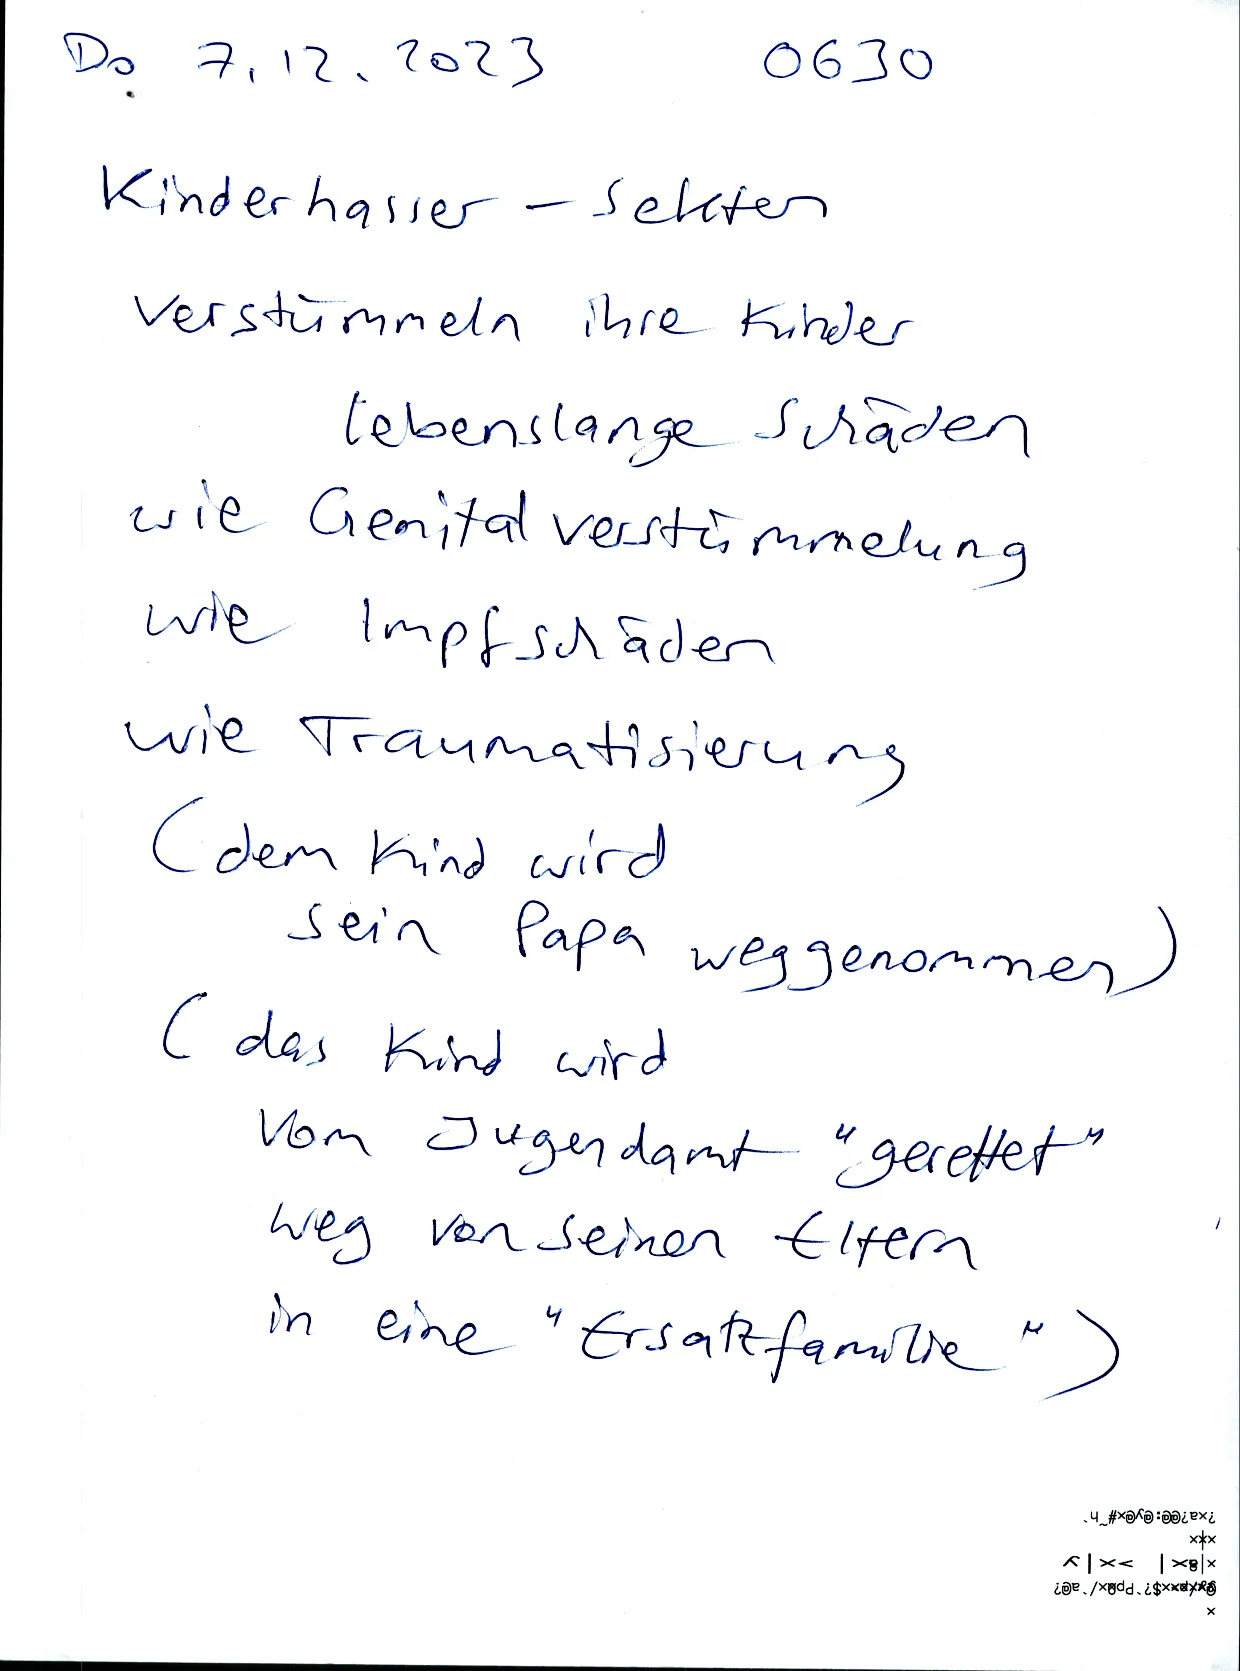 Do 7.12.2023 0630
Kinderhasser - Sekten
verstümmeln ihre Kinder
lebenslange Schäden
wie Genitalverstümmelung
wie Impfschäden
wie Traumatisierung
(dem Kind wird
sein Papa weggenommen)
(das Kind wird
vom Jugendamt "gerettet"
weg von seinen Eltern
in eine "Ersatzfamilie")